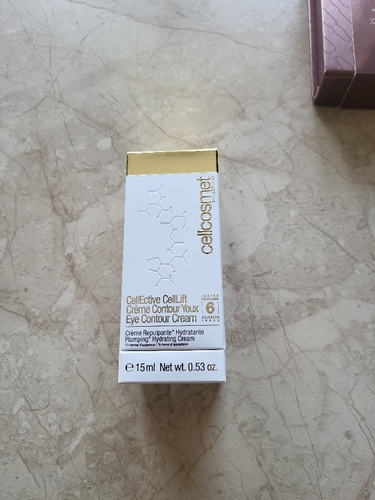 cellcosmet
CellEctive CellLift
Crème Contour Yeux
Eye Contour Cream
6
Crème Repulpante* Hydratante
Plumping* Hydrating Cream
℮ 15 ml Net wt. 0.53 oz.